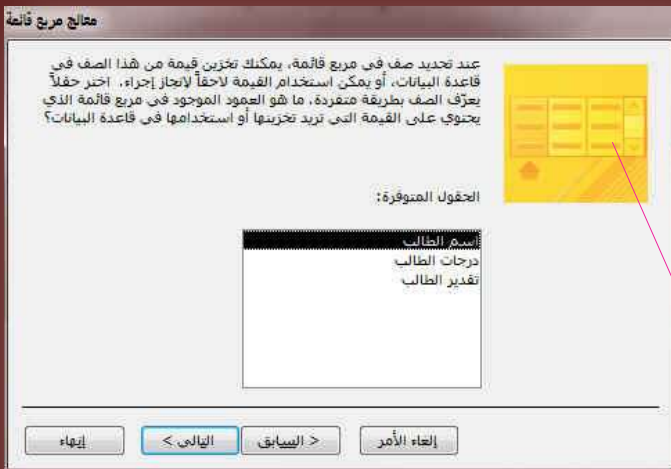 معالج مربع قائمة
عند تحديد صف في مربع قائمة، يمكنك تخزين قيمة من هذا الصف في
قاعدة البيانات، أو يمكن استخدام القيمة لاحقاً لإنجاز إجراء. اختر حقلاً
يعرّف الصف بطريقة منفردة. ما هو العمود الموجود في مربع قائمة الذي
يحتوي على القيمة التي تريد تخزينها أو استخدامها في قاعدة البيانات؟
الحقول المتوفرة:
اسم الطالب
درجات الطالب
تقدير الطالب
إلغاء الأمر
< السابق
التالي >
إنهاء